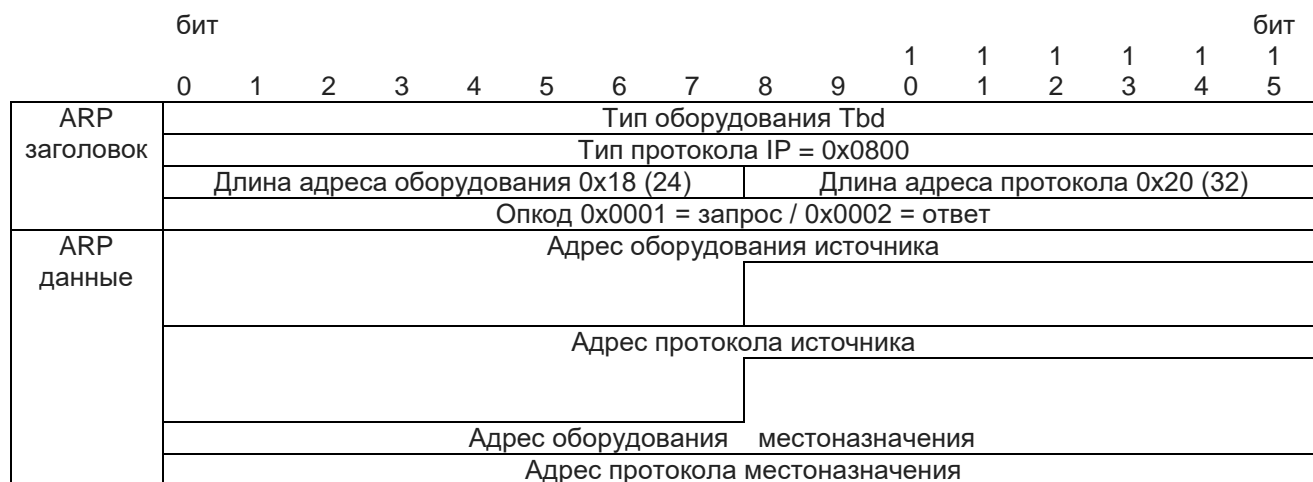 бит бит
1 1 1 1 1 1
0 1 2 3 4 5 6 7 8 9 0 1 2 3 4 5
ARP Тип оборудования Tbd
заголовок Тип протокола IP = 0x0800
Длина адреса оборудования 0x18 (24) Длина адреса протокола 0x20 (32)
Опкод 0x0001 = запрос / 0x0002 = ответ
ARP Адрес оборудования источника
данные
Адрес протокола источника
Адрес оборудования местоназначения
Адрес протокола местоназначения